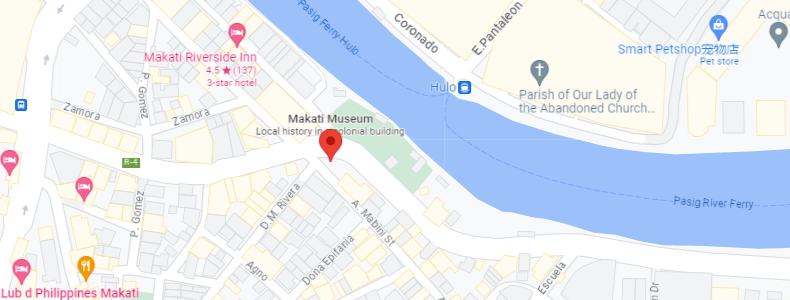 Pasig Ferry Hulo
Coronado
E.Pantaleon
Acqua
Makati Riverside Inn
4.5★ (137)
3-star hotel
Smart Petshop宠物店
Pet store
P. Gomez
Hulo
Parish of Our Lady of
the Abandoned Church...
Zamora
Zamora
Makati Museum
Local history in a colonial building
R-4
P. Gomez
D.M. Rivera
A. Mabini St
Pasig River Ferry
Dona Epifania
Agno
Escuela
Dr
Lub d Philippines Makati